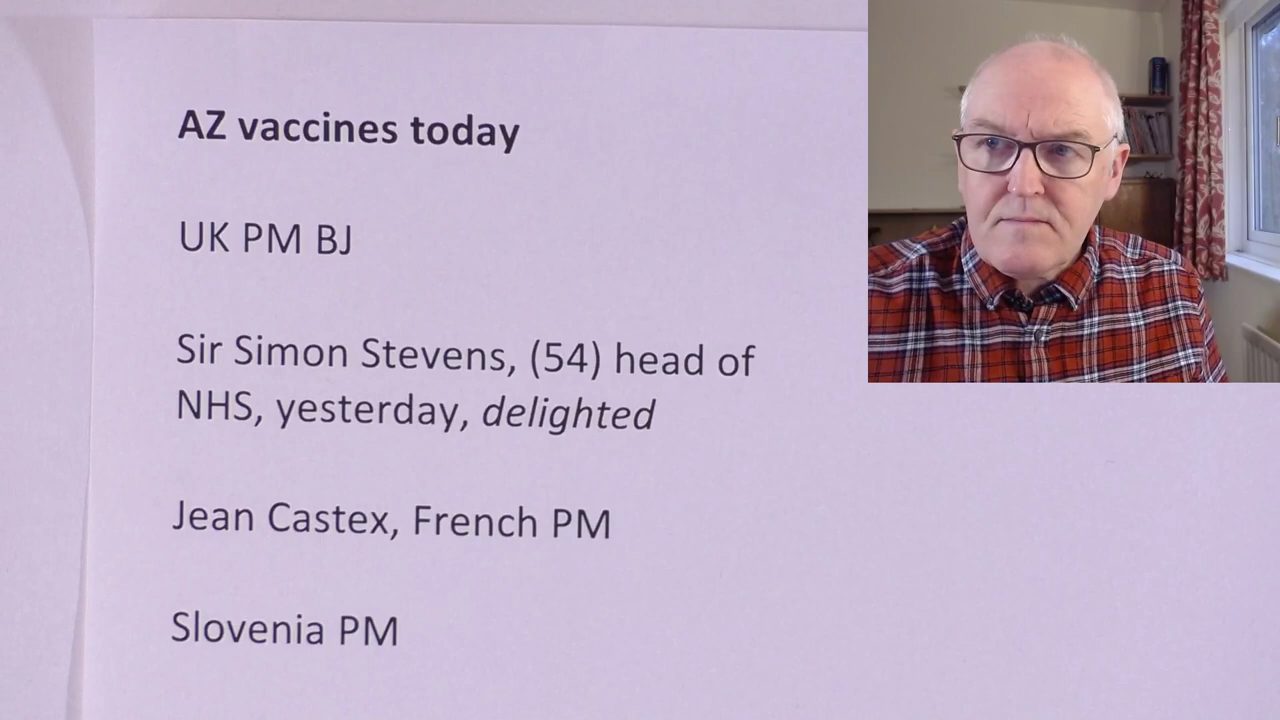 AZ vaccines today
UK PM BJ
Sir Simon Stevens, (54) head of
NHS, yesterday, delighted
Jean Castex, French PM
Slovenia PM